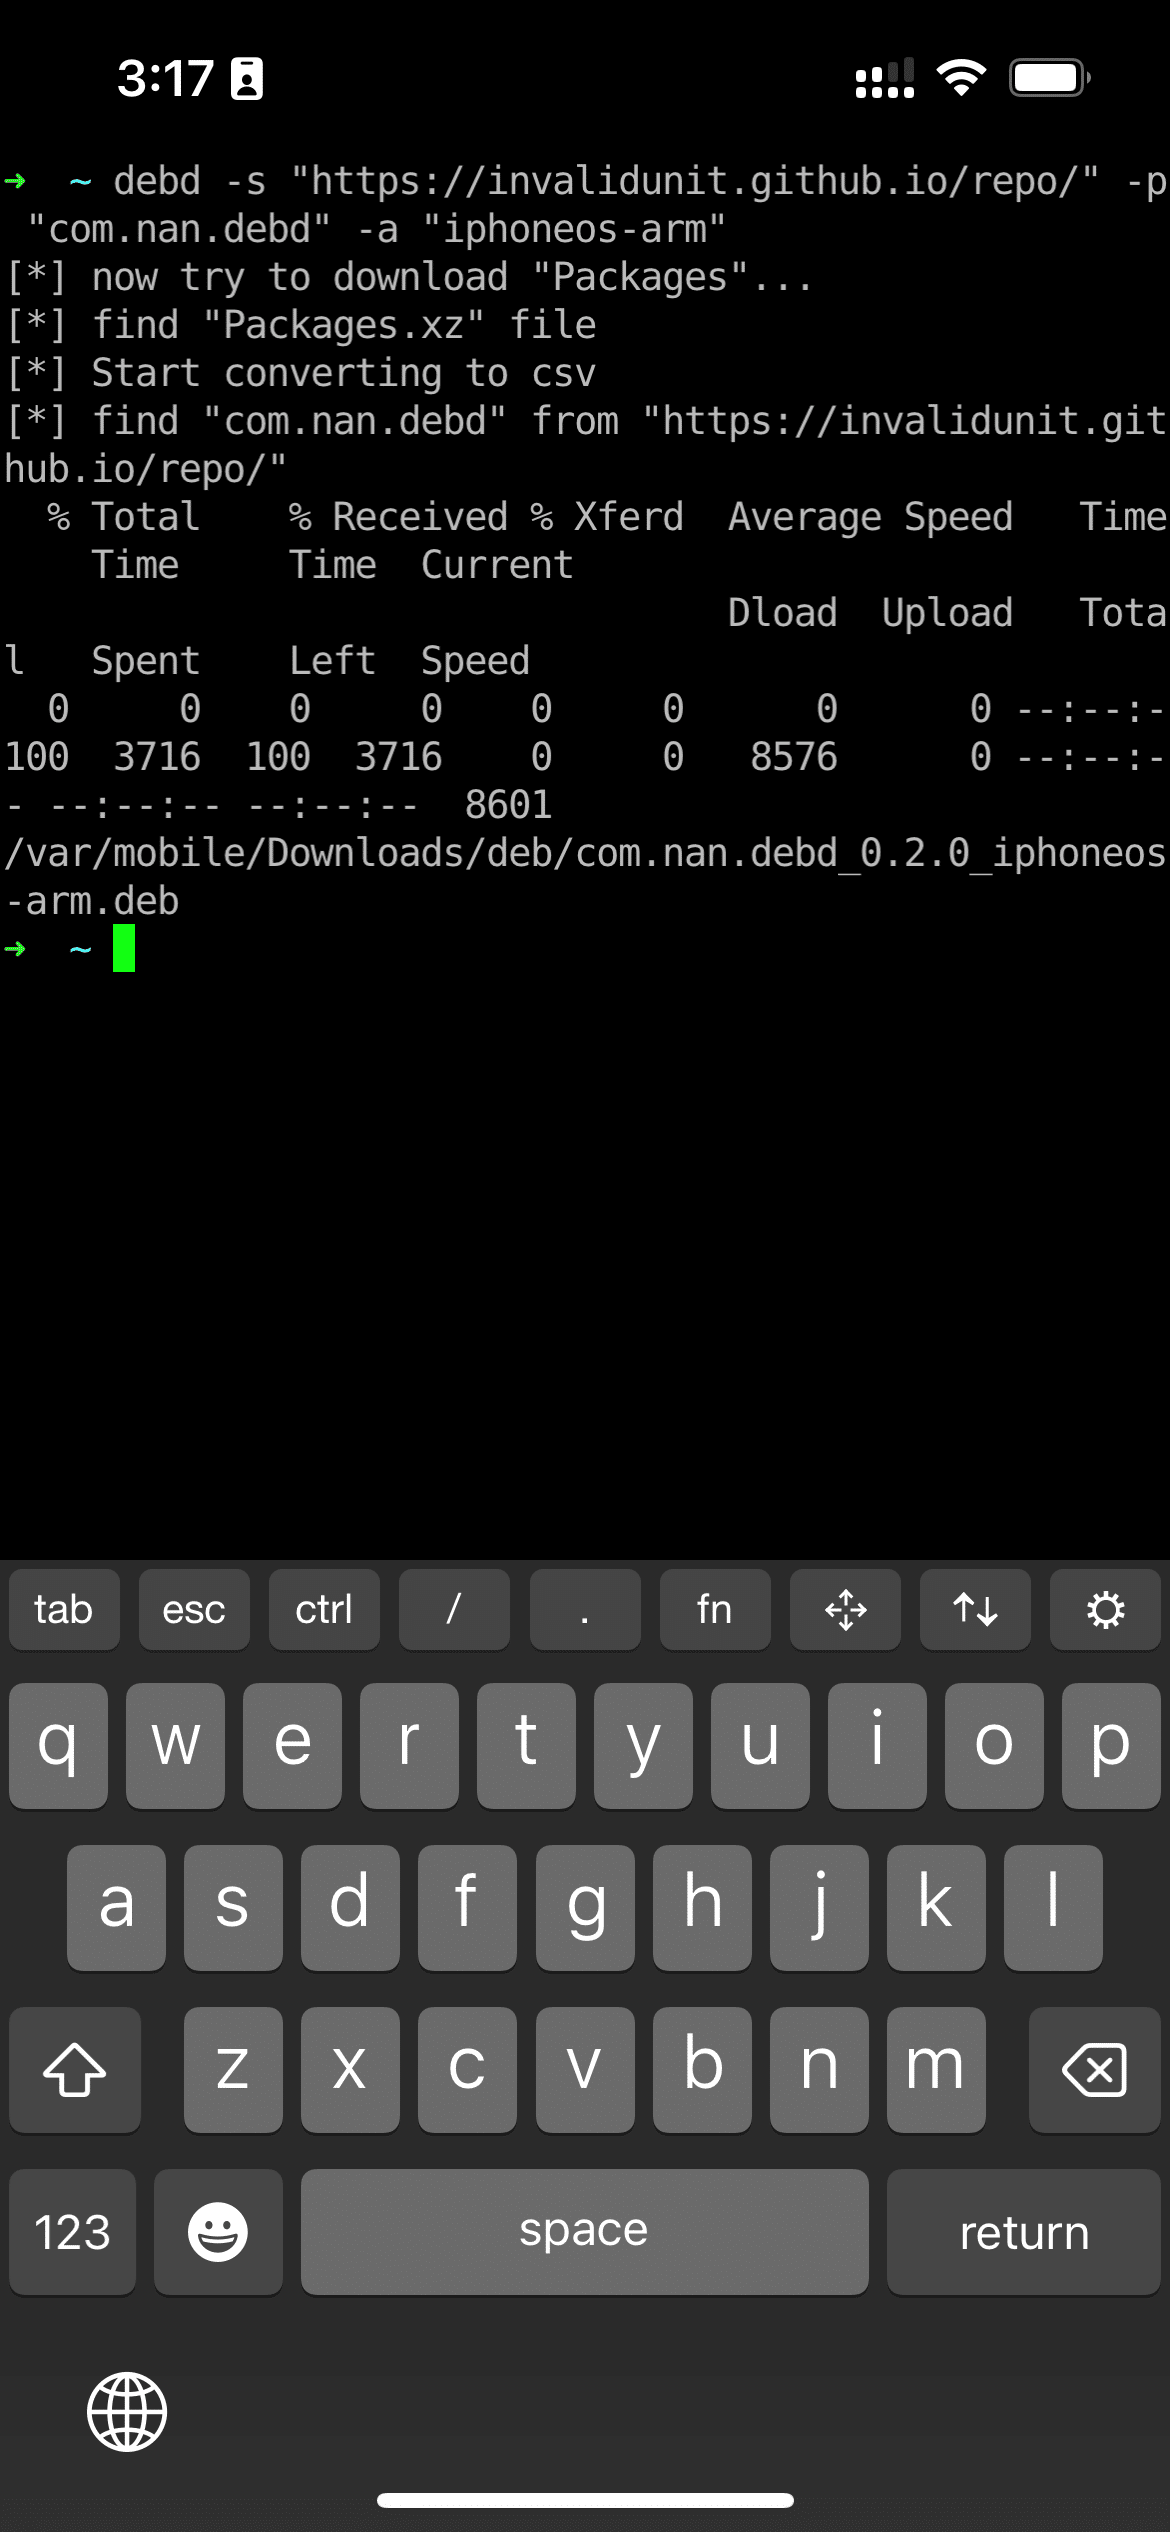 3:17
➜  ~ debd -s "https://invalidunit.github.io/repo/" -p
 "com.nan.debd" -a "iphoneos-arm"
[*] now try to download "Packages"...
[*] find "Packages.xz" file
[*] Start converting to csv
[*] find "com.nan.debd" from "https://invalidunit.git
hub.io/repo/"
  % Total    % Received % Xferd  Average Speed   Time
    Time     Time  Current
                                 Dload  Upload   Tota
l   Spent    Left  Speed
  0     0    0     0    0     0      0      0 --:--:-
100  3716  100  3716    0     0   8576      0 --:--:-
- --:--:-- --:--:--  8601
/var/mobile/Downloads/deb/com.nan.debd_0.2.0_iphoneos
-arm.deb
➜  ~
tab esc ctrl / . fn
q w e r t y u i o p
a s d f g h j k l
z x c v b n m
123 space return